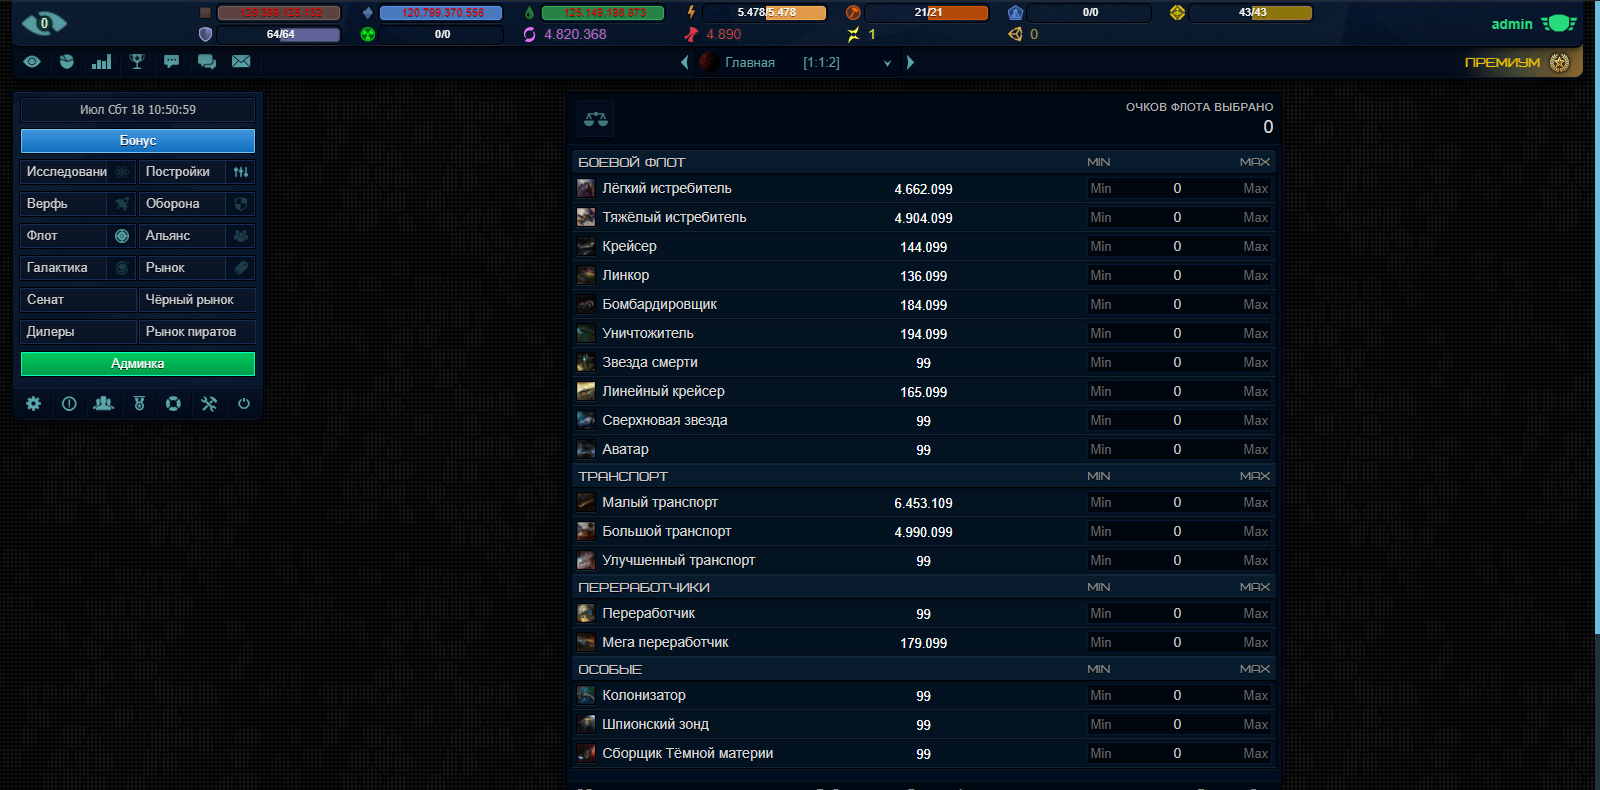 0
120.799.370.556
5.478/5.478
21/21
0/0
43/43
64/64
0/0
4.820.368
4.890
1
0
admin
Главная [1:1:2]
ПРЕМИУМ
Июл Сбт 18 10:50:59
Бонус
Исследовани Постройки
Верфь Оборона
Флот Альянс
Галактика Рынок
Сенат Чёрный рынок
Дилеры Рынок пиратов
Админка
ОЧКОВ ФЛОТА ВЫБРАНО
0
БОЕВОЙ ФЛОТ MIN MAX
Лёгкий истребитель 4.662.099 Min 0 Max
Тяжёлый истребитель 4.904.099 Min 0 Max
Крейсер 144.099 Min 0 Max
Линкор 136.099 Min 0 Max
Бомбардировщик 184.099 Min 0 Max
Уничтожитель 194.099 Min 0 Max
Звезда смерти 99 Min 0 Max
Линейный крейсер 165.099 Min 0 Max
Сверхновая звезда 99 Min 0 Max
Аватар 99 Min 0 Max
ТРАНСПОРТ MIN MAX
Малый транспорт 6.453.109 Min 0 Max
Большой транспорт 4.990.099 Min 0 Max
Улучшенный транспорт 99 Min 0 Max
ПЕРЕРАБОТЧИКИ MIN MAX
Переработчик 99 Min 0 Max
Мега переработчик 179.099 Min 0 Max
ОСОБЫЕ MIN MAX
Колонизатор 99 Min 0 Max
Шпионский зонд 99 Min 0 Max
Сборщик Тёмной материи 99 Min 0 Max